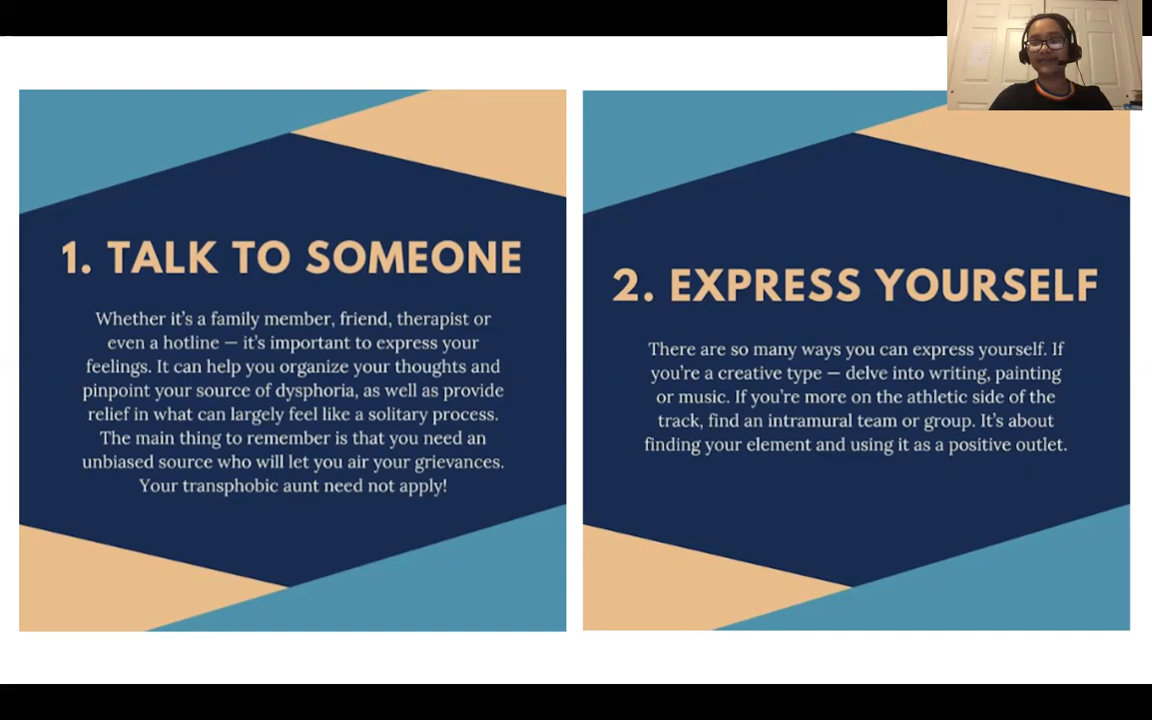 1. TALK TO SOMEONE
Whether it's a family member, friend, therapist or
even a hotline — it's important to express your
feelings. It can help you organize your thoughts and
pinpoint your source of dysphoria, as well as provide
relief in what can largely feel like a solitary process.
The main thing to remember is that you need an
unbiased source who will let you air your grievances.
Your transphobic aunt need not apply!
2. EXPRESS YOURSELF
There are so many ways you can express yourself. If
you're a creative type — delve into writing, painting
or music. If you're more on the athletic side of the
track, find an intramural team or group. It's about
finding your element and using it as a positive outlet.